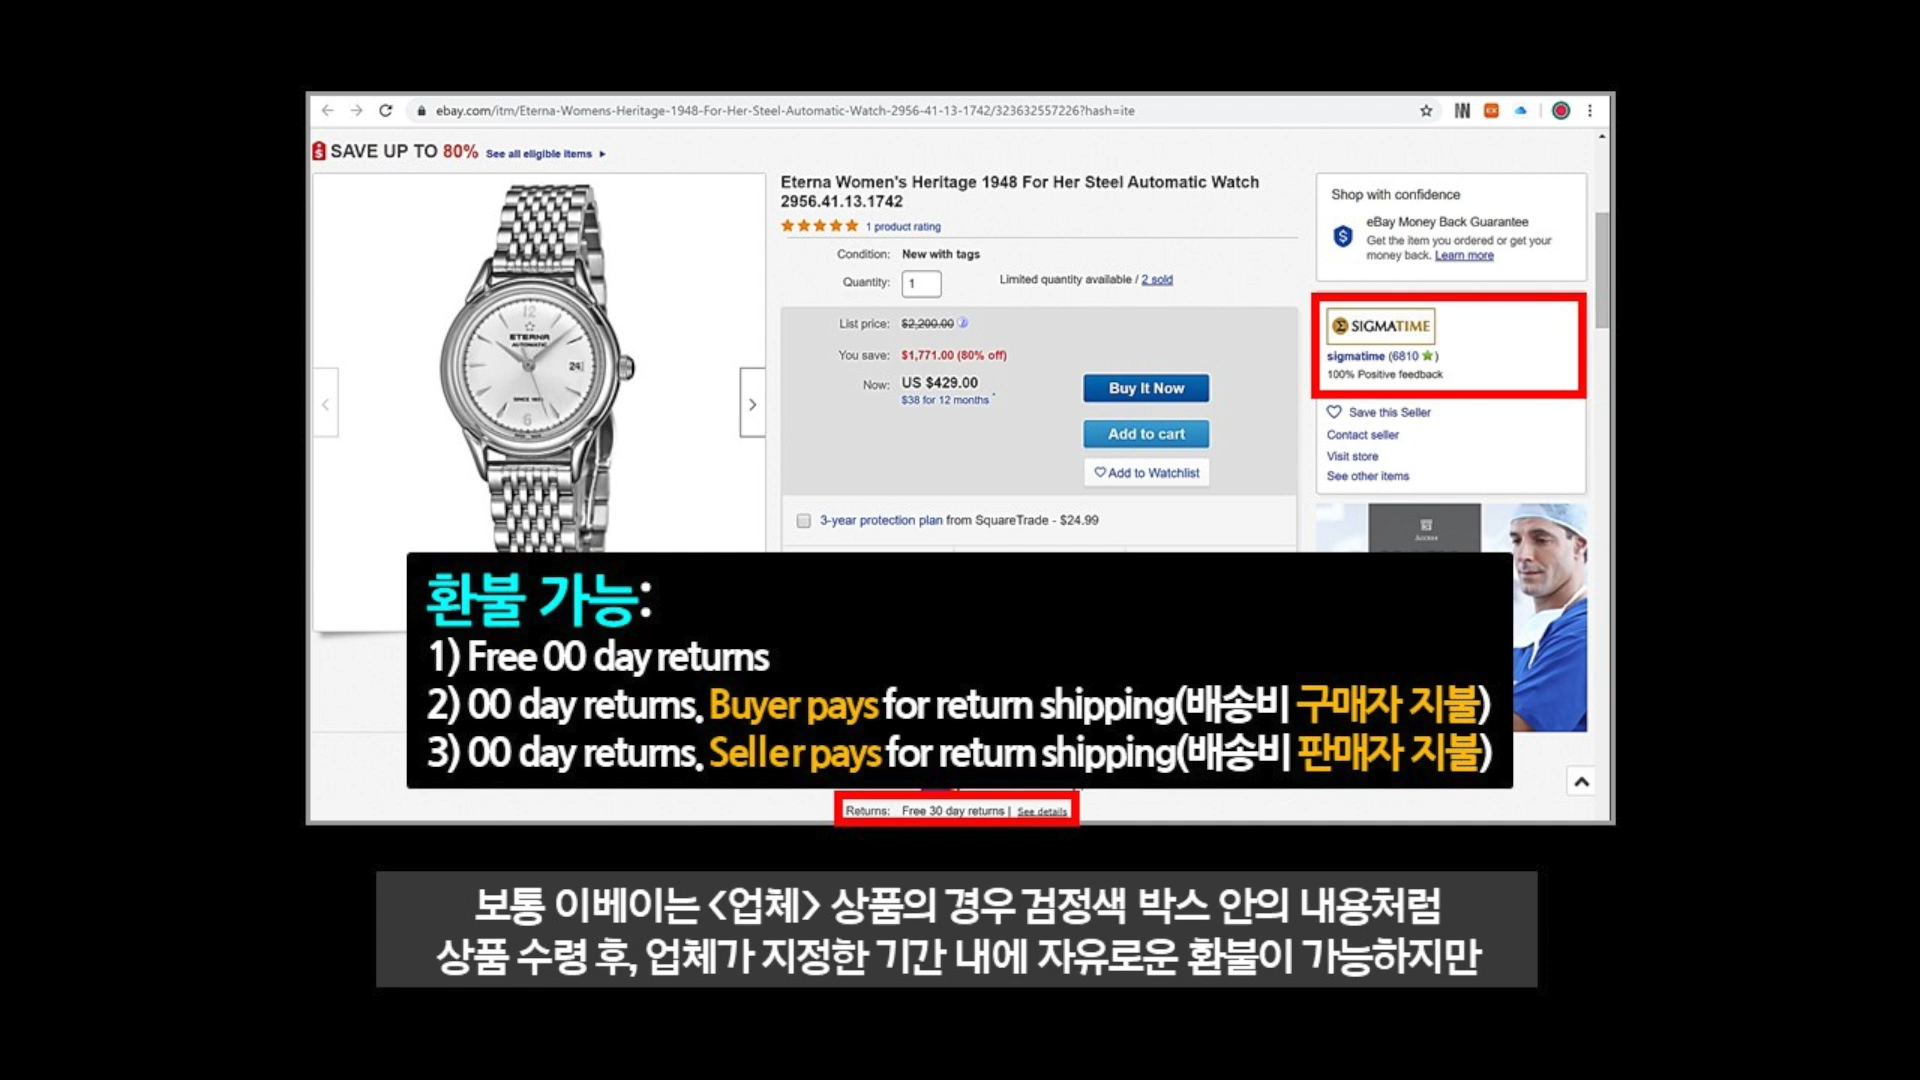 ebay.com/itm/Eterna-Womens-Heritage-1948-For-Her-Steel-Automatic-Watch-2956-41-13-1742/323632557226?hash=ite
SAVE UP TO 80% See all eligible items
Eterna Women's Heritage 1948 For Her Steel Automatic Watch
2956.41.13.1742
1 product rating
Condition: New with tags
Quantity: 1 Limited quantity available / 2 sold
List price: $2,200.00
You save: $1,771.00 (80% off)
Now: US $429.00
$38 for 12 months*
Buy It Now
Add to cart
Add to Watchlist
3-year protection plan from SquareTrade - $24.99
12
ETERNA
AUTOMATIC
24
6
Shop with confidence
eBay Money Back Guarantee
Get the item you ordered or get your
money back. Learn more
SIGMATIME
sigmatime (6810)
100% Positive feedback
Save this Seller
Contact seller
Visit store
See other items
Access
환불 가능:
1) Free 00 day returns
2) 00 day returns. Buyer pays for return shipping(배송비 구매자 지불)
3) 00 day returns. Seller pays for return shipping(배송비 판매자 지불)
Returns: Free 30 day returns | See details
보통 이베이는 <업체> 상품의 경우 검정색 박스 안의 내용처럼
상품 수령 후, 업체가 지정한 기간 내에 자유로운 환불이 가능하지만